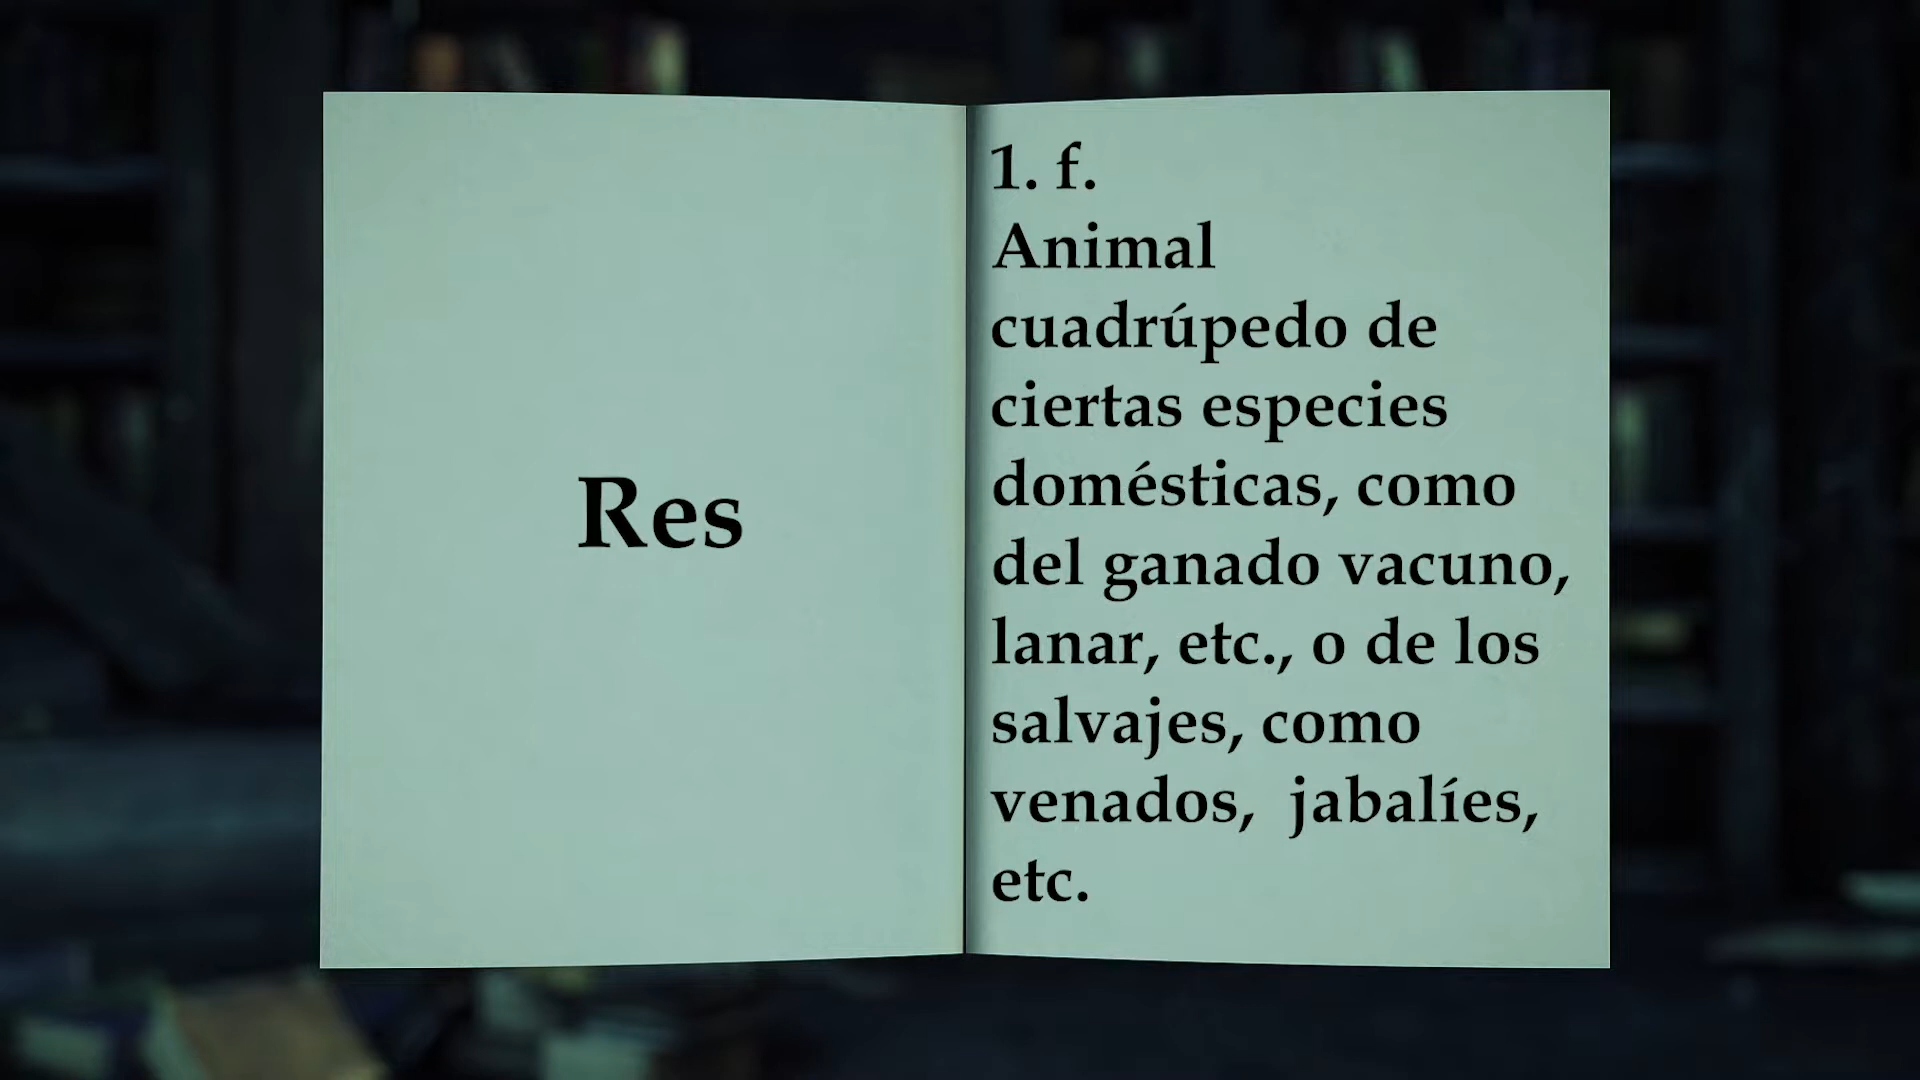 Res
1. f.
Animal
cuadrúpedo de
ciertas especies
domésticas, como
del ganado vacuno,
lanar, etc., o de los
salvajes, como
venados, jabalíes,
etc.